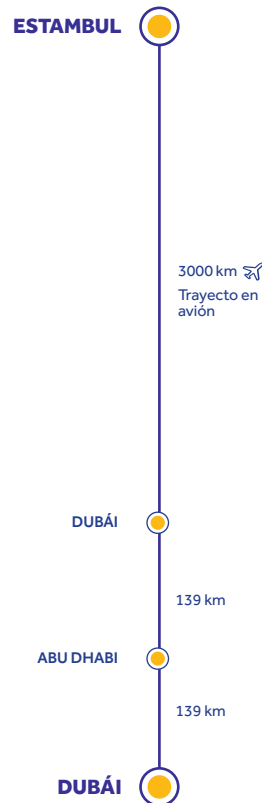 ESTAMBUL
3000 km
Trayecto en
avión
DUBÁI
139 km
ABU DHABI
139 km
DUBÁI